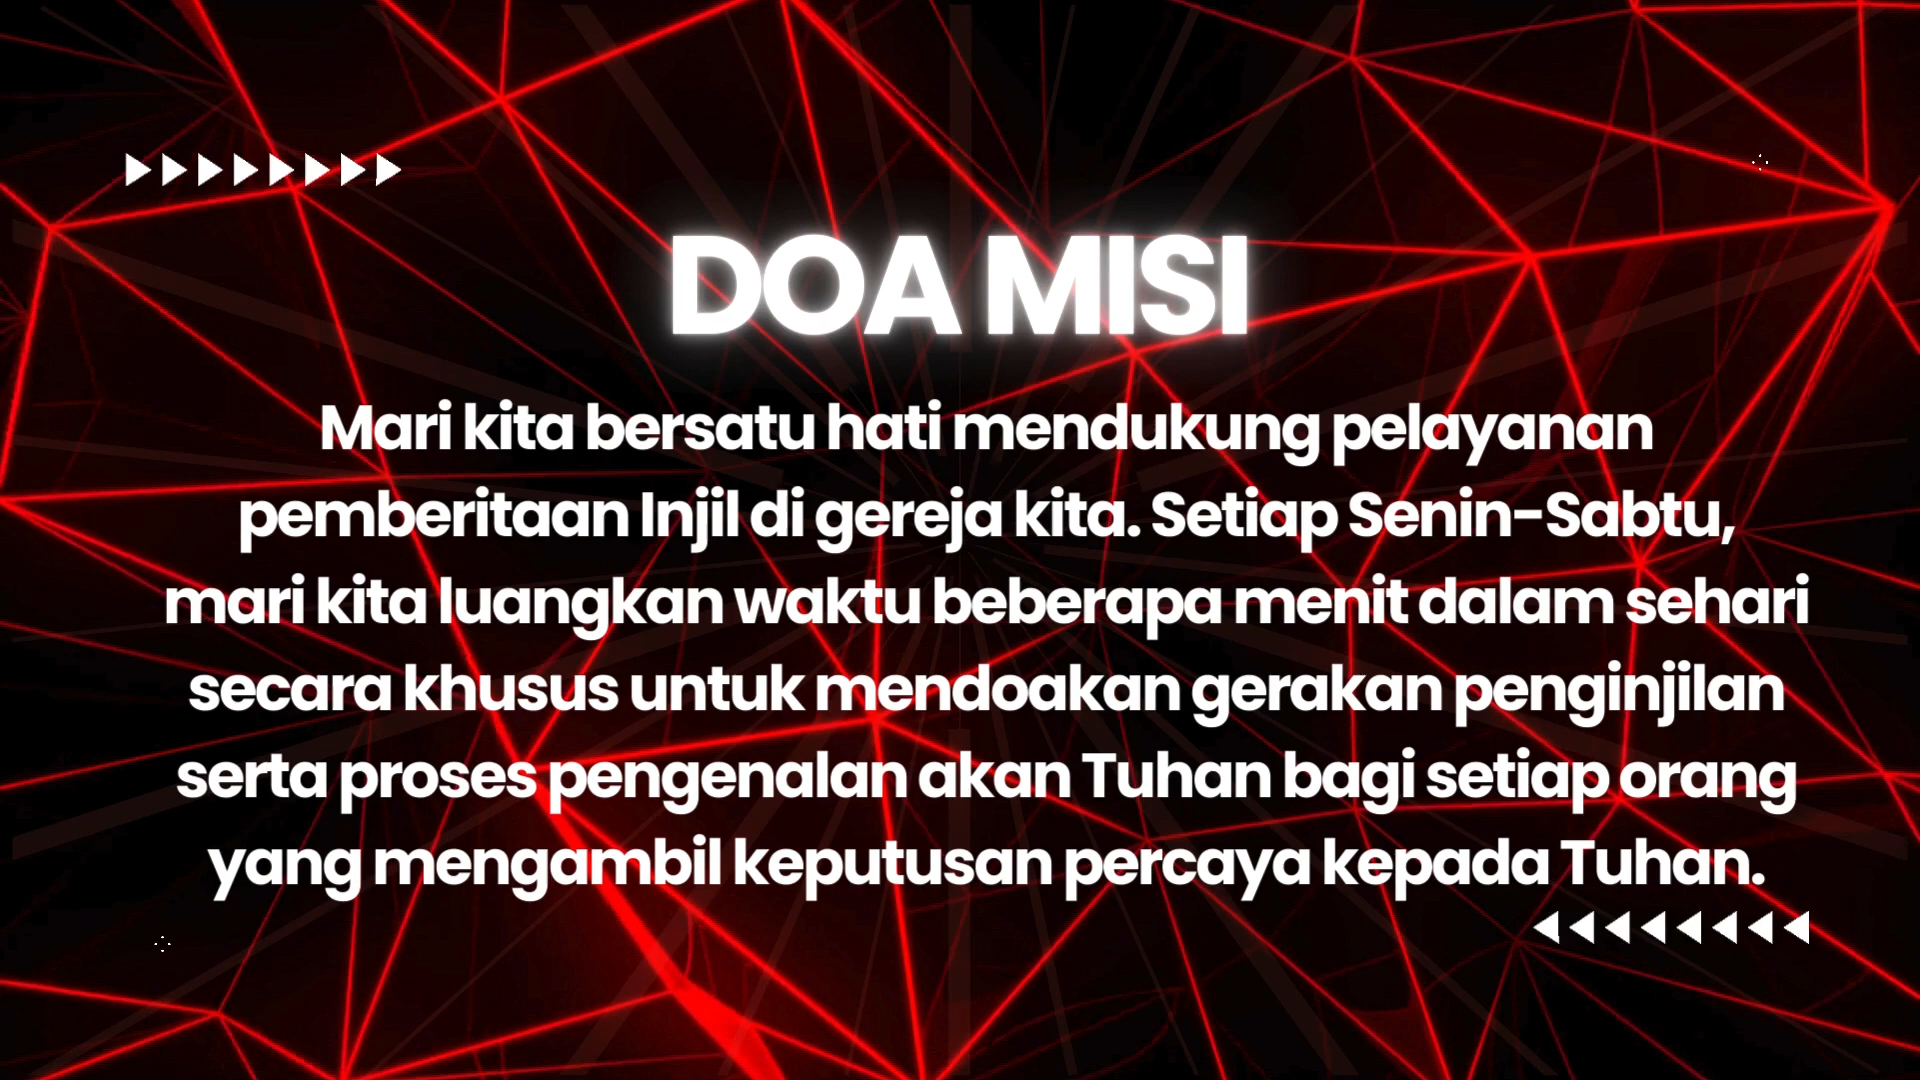 DOA MISI
Mari kita bersatu hati mendukung pelayanan
pemberitaan Injil di gereja kita. Setiap Senin-Sabtu,
mari kita luangkan waktu beberapa menit dalam sehari
secara khusus untuk mendoakan gerakan penginjilan
serta proses pengenalan akan Tuhan bagi setiap orang
yang mengambil keputusan percaya kepada Tuhan.